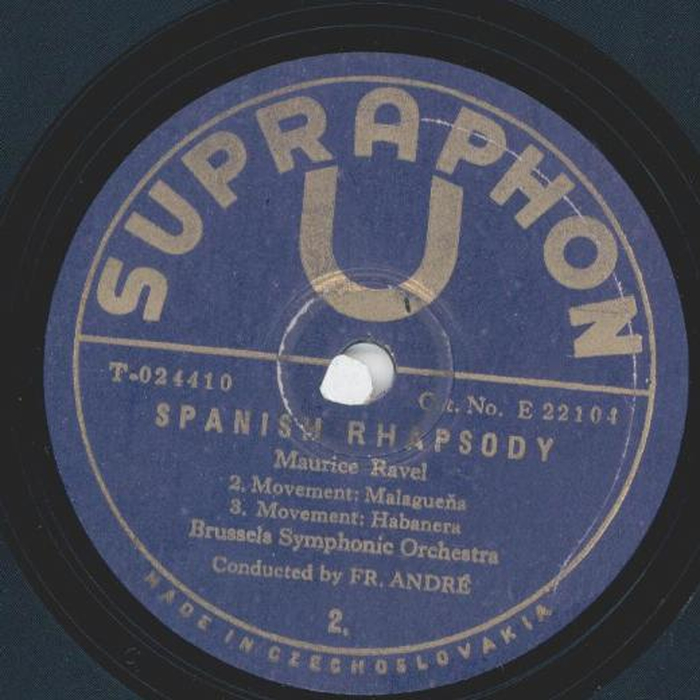 SUPRAPHON
U
T-024410
Cat. No. E 22104
SPANISH RHAPSODY
Maurice Ravel
2. Movement: Malagueña
3. Movement: Habanera
Brussels Symphonic Orchestra
Conducted by FR. ANDRÉ
2.
MADE IN CZECHOSLOVAKIA